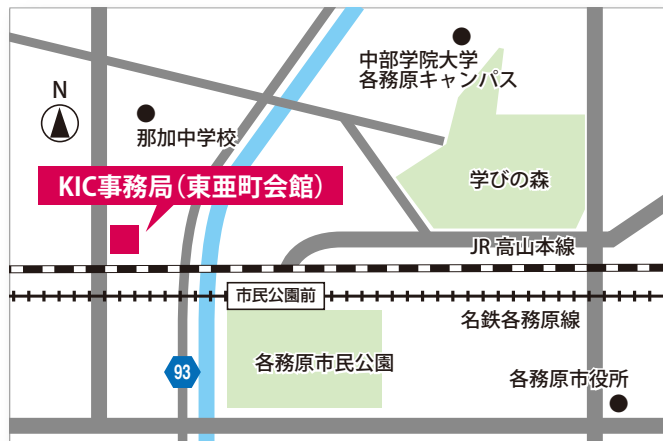 中部学院大学
各務原キャンパス
N
那加中学校
学びの森
KIC事務局(東亜町会館)
JR高山本線
市民公園前
名鉄各務原線
各務原市民公園
93
各務原市役所